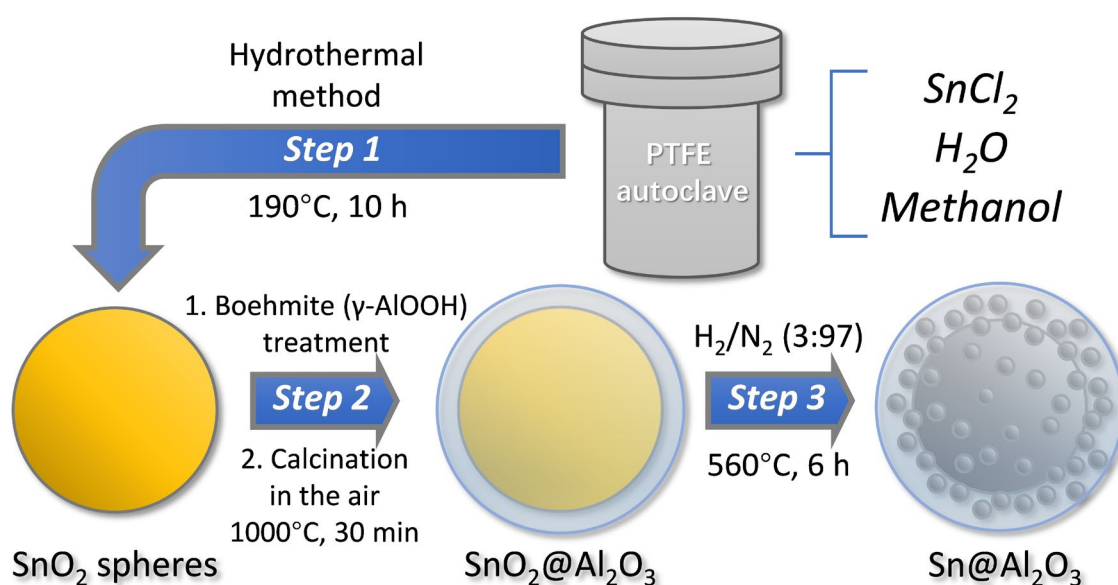 Hydrothermal
method
Step 1
190°C, 10 h
PTFE
autoclave
SnCl₂
H₂O
Methanol
1. Boehmite (γ-AlOOH)
treatment
Step 2
2. Calcination
in the air
1000°C, 30 min
H₂/N₂ (3:97)
Step 3
560°C, 6 h
SnO₂ spheres
SnO₂@Al₂O₃
Sn@Al₂O₃